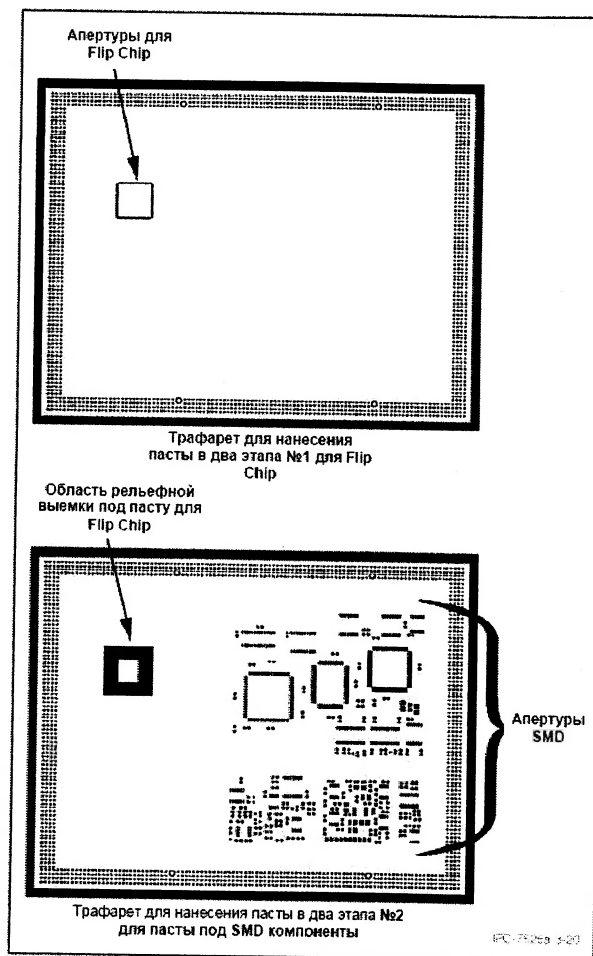 Апертуры для
Flip Chip
Трафарет для нанесения
пасты в два этапа №1 для Flip
Chip
Область рельефной
выемки под пасту для
Flip Chip
Апертуры
SMD
Трафарет для нанесения пасты в два этапа №2
для пасты под SMD компоненты